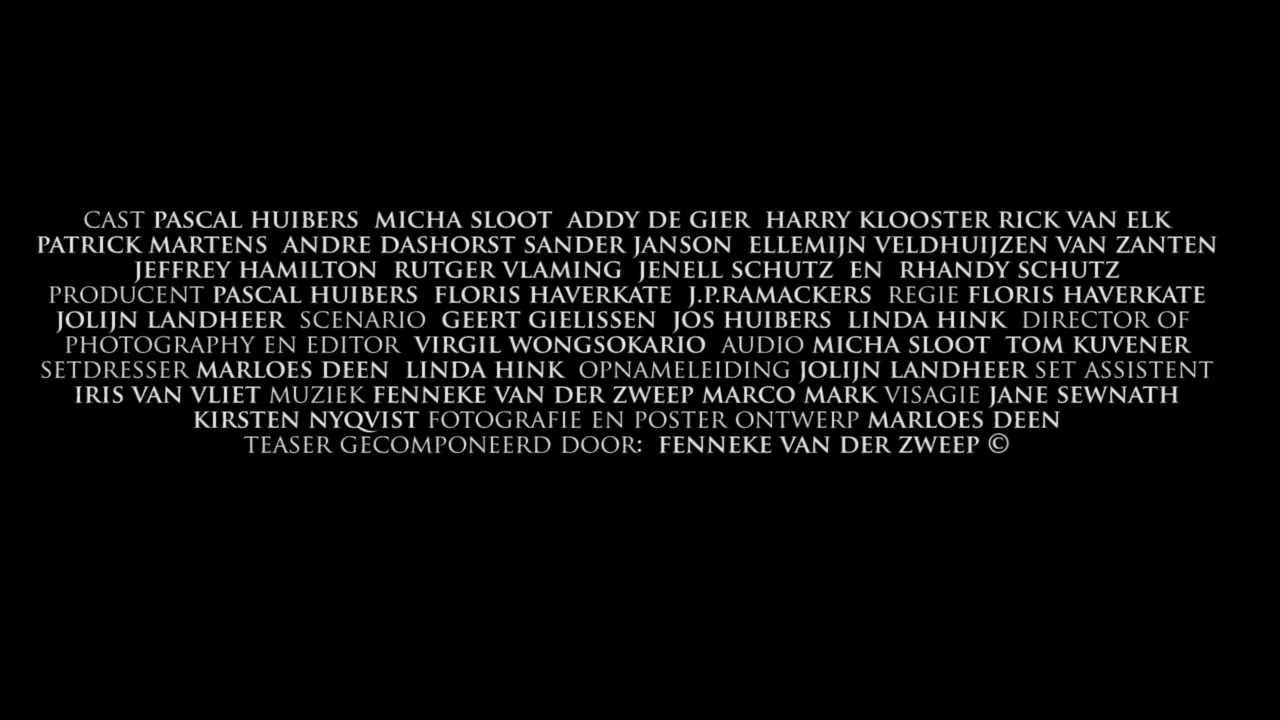 CAST PASCAL HUIBERS MICHA SLOOT ADDY DE GIER HARRY KLOOSTER RICK VAN ELK
PATRICK MARTENS ANDRE DASHORST SANDER JANSON ELLEMIJN VELDHUIJZEN VAN ZANTEN
JEFFREY HAMILTON RUTGER VLAMING JENELL SCHUTZ EN RHANDY SCHUTZ
PRODUCENT PASCAL HUIBERS FLORIS HAVERKATE J.P.RAMACKERS REGIE FLORIS HAVERKATE
JOLIJN LANDHEER SCENARIO GEERT GIELISSEN JOS HUIBERS LINDA HINK DIRECTOR OF
PHOTOGRAPHY EN EDITOR VIRGIL WONGSOKARIO AUDIO MICHA SLOOT TOM KUVENER
SETDRESSER MARLOES DEEN LINDA HINK OPNAMELEIDING JOLIJN LANDHEER SET ASSISTENT
IRIS VAN VLIET MUZIEK FENNEKE VAN DER ZWEEP MARCO MARK VISAGIE JANE SEWNATH
KIRSTEN NYQVIST FOTOGRAFIE EN POSTER ONTWERP MARLOES DEEN
TEASER GECOMPONEERD DOOR: FENNEKE VAN DER ZWEEP ©